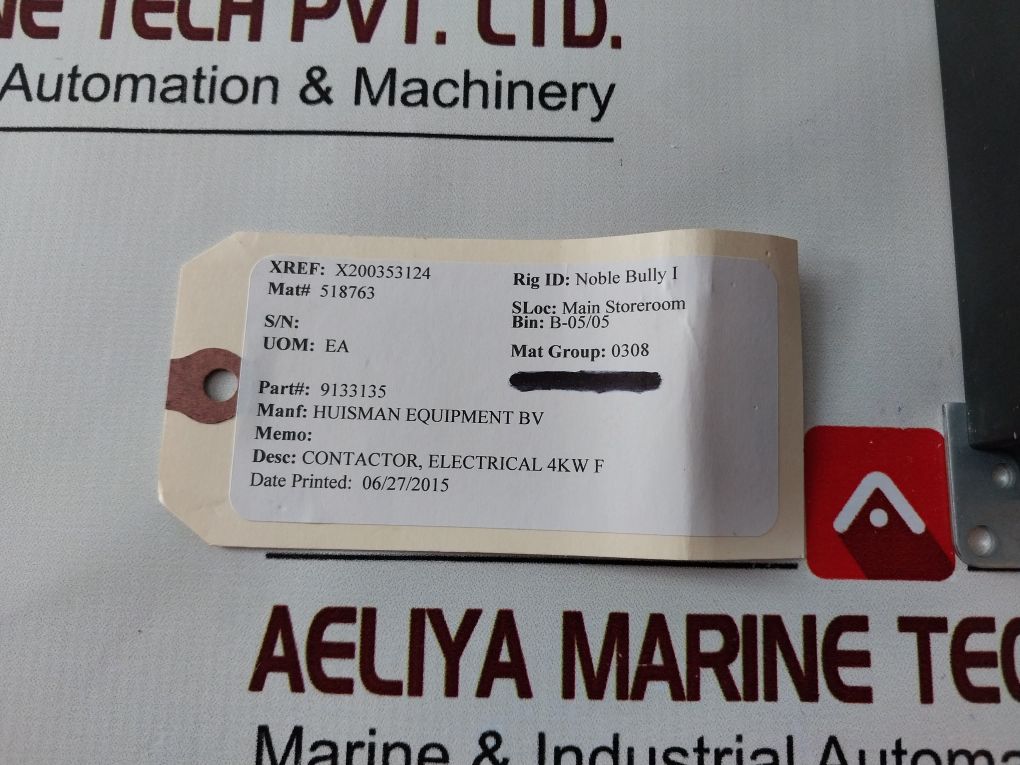 NE TECH PVT. LTD.
Automation & Machinery
XREF: X200353124
Mat# 518763
S/N:
UOM: EA
Part#: 9133135
Manf: HUISMAN EQUIPMENT BV
Memo:
Desc: CONTACTOR, ELECTRICAL 4KW F
Date Printed: 06/27/2015
Rig ID: Noble Bully I
SLoc: Main Storeroom
Bin: B-05/05
Mat Group: 0308
AELIYA MARINE TEC
Marine & Industrial Automa